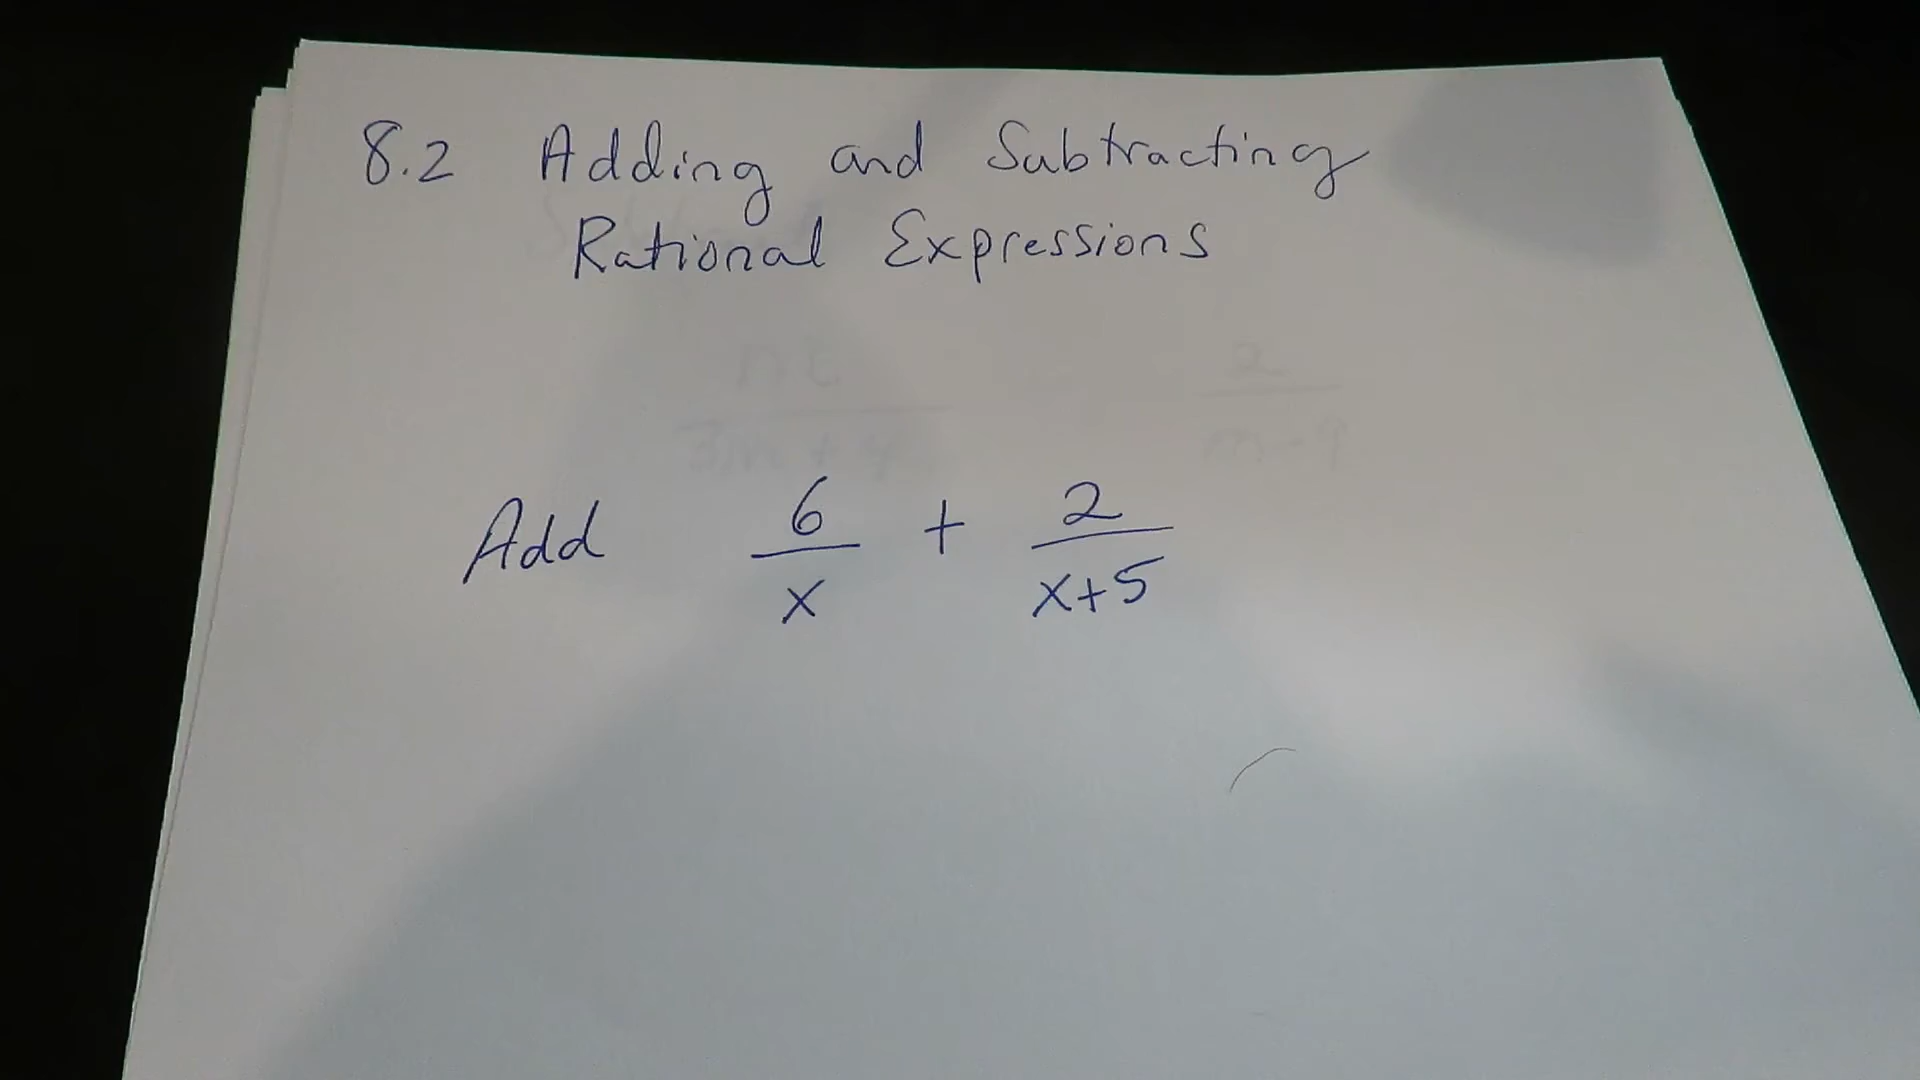 8.2 Adding and Subtracting
Rational Expressions
Add 6/x + 2/(x+5)